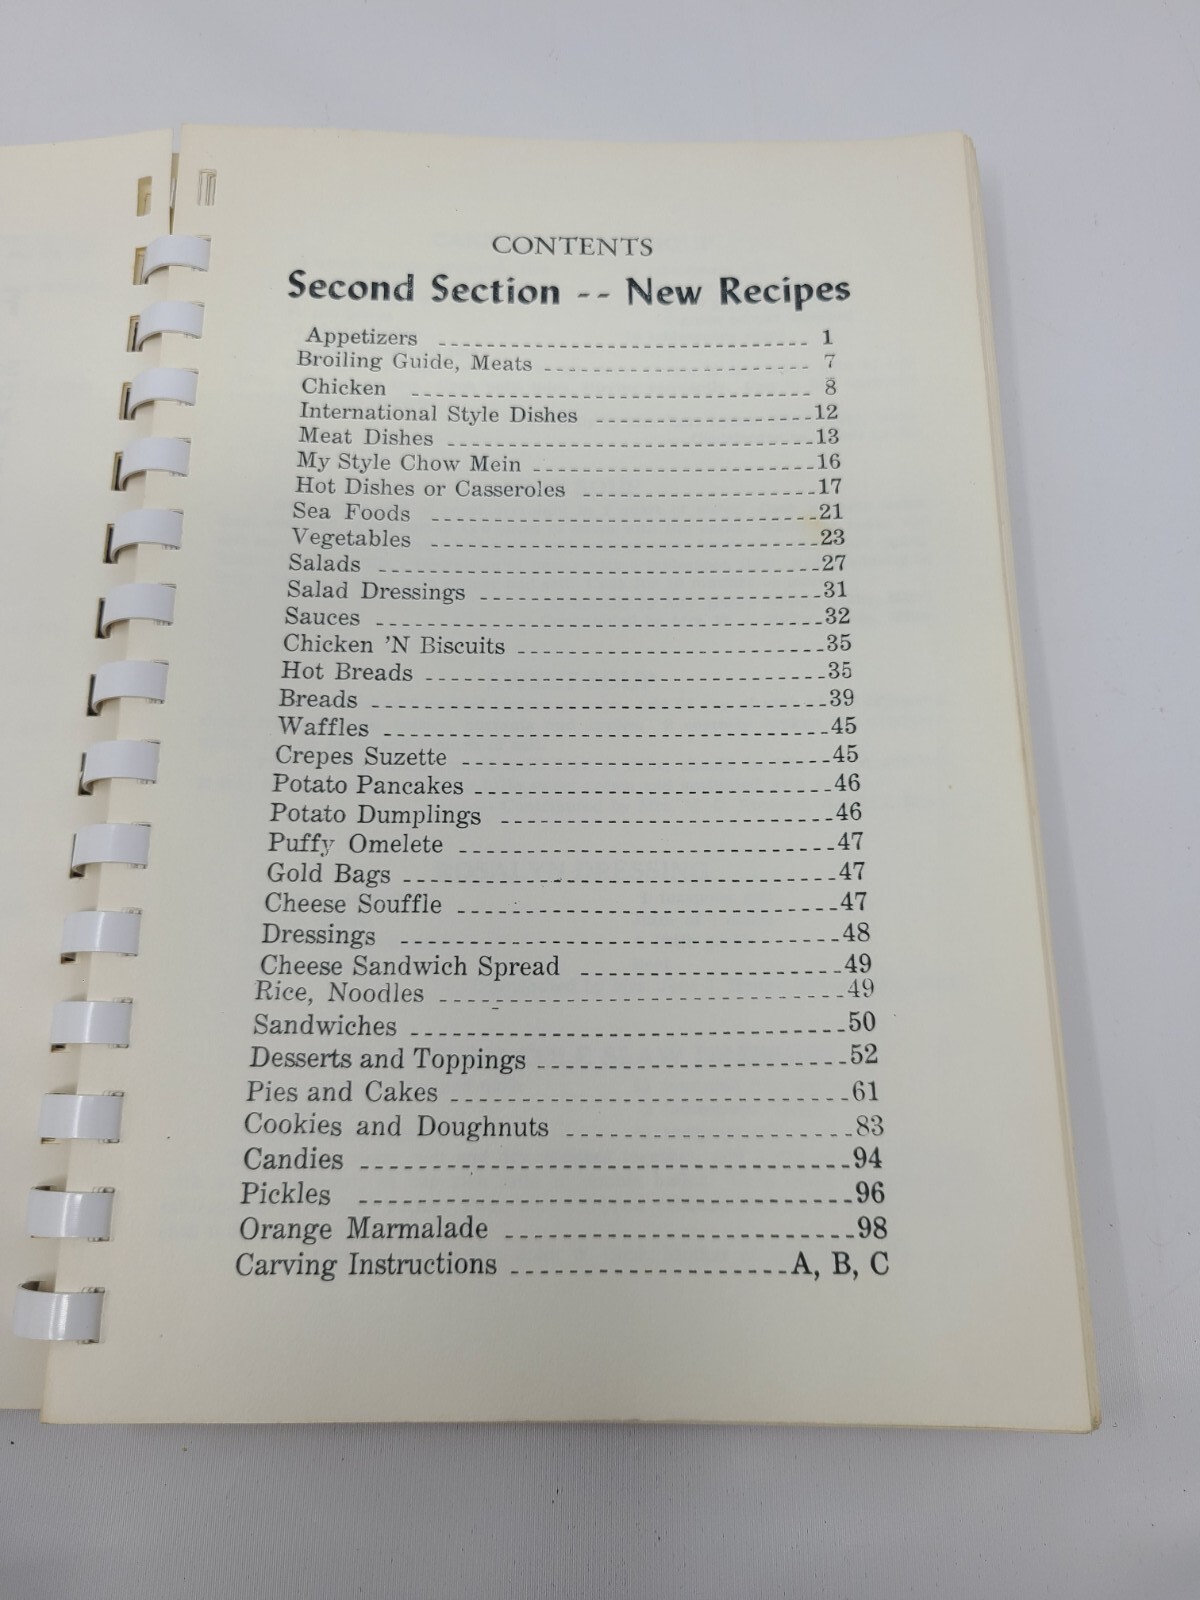 CONTENTS
Second Section -- New Recipes
Appetizers 1
Broiling Guide, Meats 7
Chicken 8
International Style Dishes 12
Meat Dishes 13
My Style Chow Mein 16
Hot Dishes or Casseroles 17
Sea Foods 21
Vegetables 23
Salads 27
Salad Dressings 31
Sauces 32
Chicken 'N Biscuits 35
Hot Breads 35
Breads 39
Waffles 45
Crepes Suzette 45
Potato Pancakes 46
Potato Dumplings 46
Puffy Omelete 47
Gold Bags 47
Cheese Souffle 47
Dressings 48
Cheese Sandwich Spread 49
Rice, Noodles 49
Sandwiches 50
Desserts and Toppings 52
Pies and Cakes 61
Cookies and Doughnuts 83
Candies 94
Pickles 96
Orange Marmalade 98
Carving Instructions A, B, C